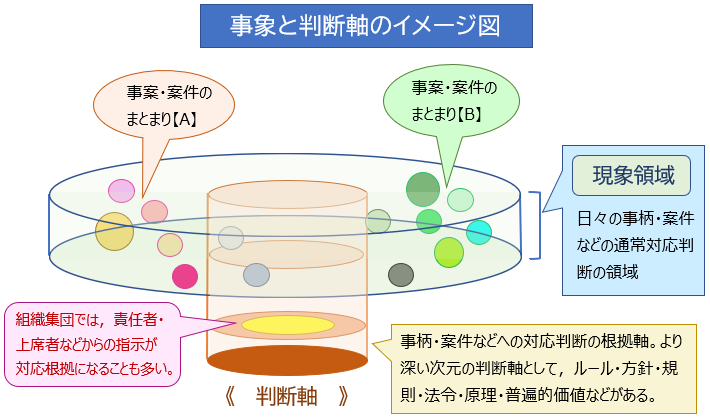 事象と判断軸のイメージ図
事案・案件の
まとまり【A】
事案・案件の
まとまり【B】
現象領域
日々の事柄・案件
などの通常対応判
断の領域
組織集団では，責任者・
上席者などからの指示が
対応根拠になることも多い。
事柄・案件などへの対応判断の根拠軸。より
深い次元の判断軸として，ルール・方針・規
則・法令・原理・普遍的価値などがある。
《　判断軸　》